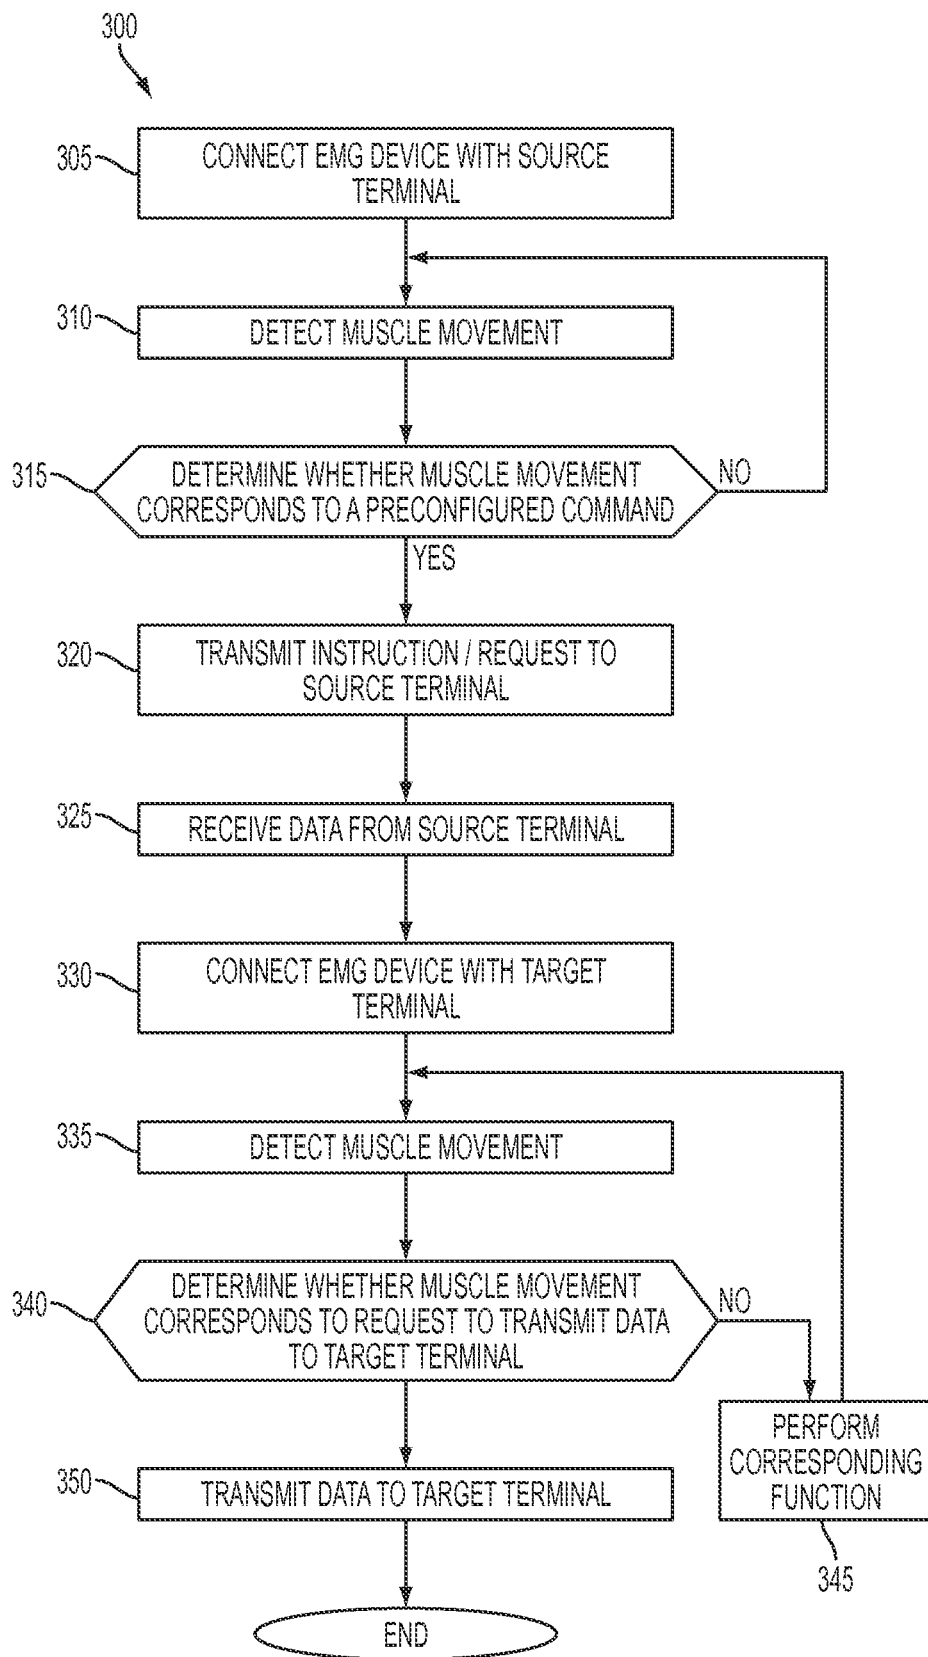 300
305
CONNECT EMG DEVICE WITH SOURCE
TERMINAL
310
DETECT MUSCLE MOVEMENT
315
DETERMINE WHETHER MUSCLE MOVEMENT
CORRESPONDS TO A PRECONFIGURED COMMAND
NO
YES
320
TRANSMIT INSTRUCTION / REQUEST TO
SOURCE TERMINAL
325
RECEIVE DATA FROM SOURCE TERMINAL
330
CONNECT EMG DEVICE WITH TARGET
TERMINAL
335
DETECT MUSCLE MOVEMENT
340
DETERMINE WHETHER MUSCLE MOVEMENT
CORRESPONDS TO REQUEST TO TRANSMIT DATA
TO TARGET TERMINAL
NO
PERFORM
CORRESPONDING
FUNCTION
345
350
TRANSMIT DATA TO TARGET TERMINAL
END